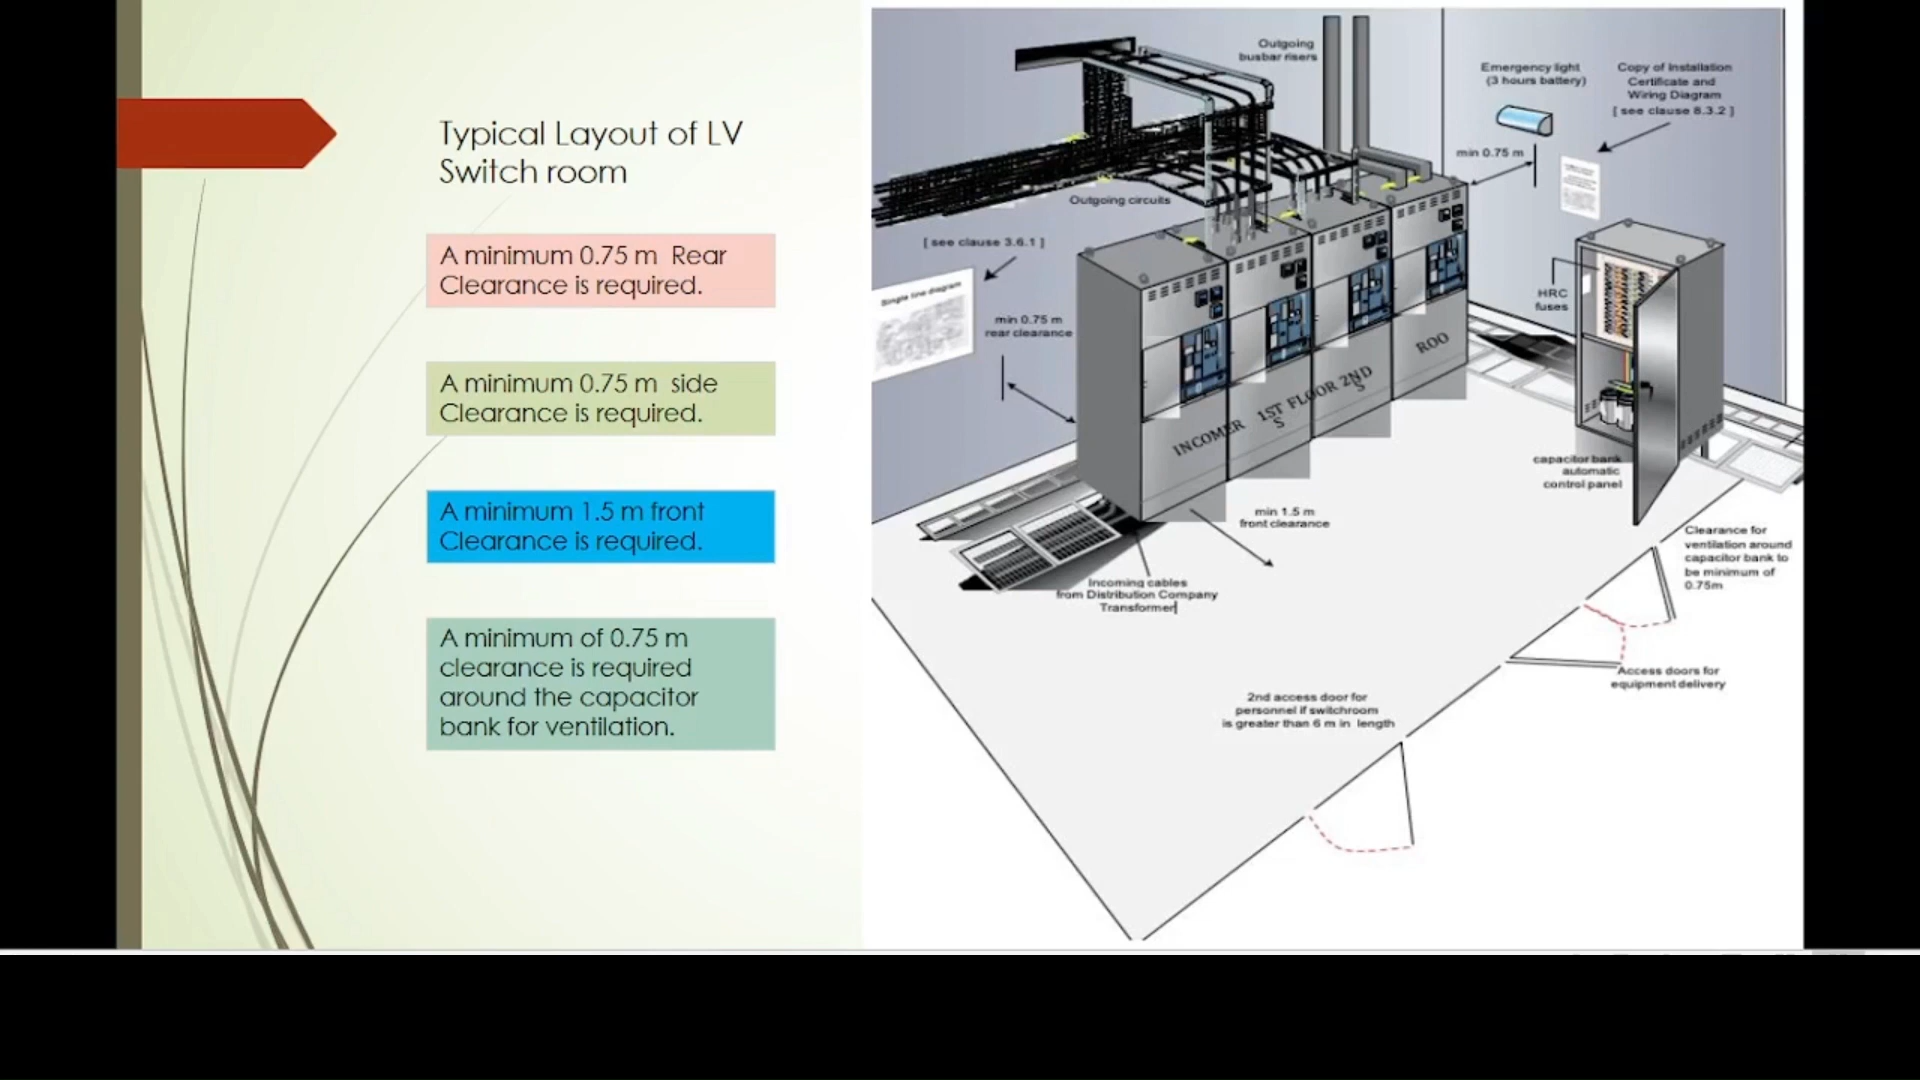 Typical Layout of LV
Switch room
A minimum 0.75 m Rear
Clearance is required.
A minimum 0.75 m side
Clearance is required.
A minimum 1.5 m front
Clearance is required.
A minimum of 0.75 m
clearance is required
around the capacitor
bank for ventilation.
Outgoing
busbar risers
Emergency light
(3 hours battery)
Copy of Installation
Certificate and
Wiring Diagram
[ see clause 8.3.2 ]
min 0.75 m
Outgoing circuits
[ see clause 3.6.1 ]
Single line diagram
min 0.75 m
rear clearance
HRC
fuses
INCOMER
1ST FLOOR
S
2ND
S
ROO
capacitor bank
automatic
control panel
min 1.5 m
front clearance
Incoming cables
from Distribution Company
Transformer
Clearance for
ventilation around
capacitor bank to
be minimum of
0.75m
Access doors for
equipment delivery
2nd access door for
personnel if switchroom
is greater than 6 m in length